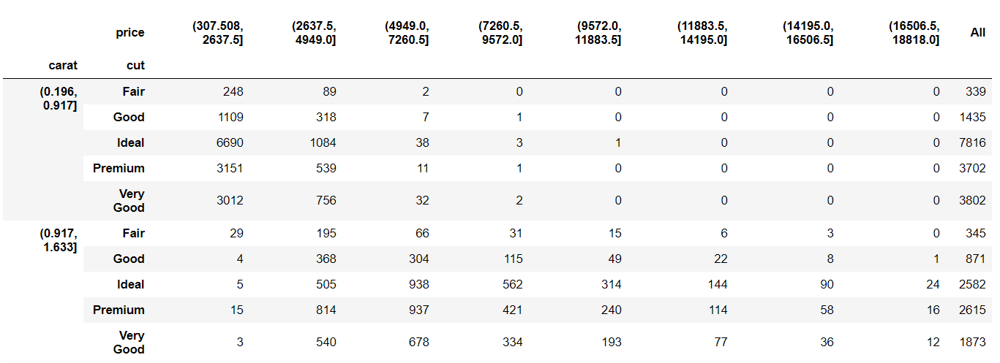 price (307.508, 2637.5] (2637.5, 4949.0] (4949.0, 7260.5] (7260.5, 9572.0] (9572.0, 11883.5] (11883.5, 14195.0] (14195.0, 16506.5] (16506.5, 18818.0] All
carat cut
(0.196, 0.917] Fair 248 89 2 0 0 0 0 0 339
Good 1109 318 7 1 0 0 0 0 1435
Ideal 6690 1084 38 3 1 0 0 0 7816
Premium 3151 539 11 1 0 0 0 0 3702
Very Good 3012 756 32 2 0 0 0 0 3802
(0.917, 1.633] Fair 29 195 66 31 15 6 3 0 345
Good 4 368 304 115 49 22 8 1 871
Ideal 5 505 938 562 314 144 90 24 2582
Premium 15 814 937 421 240 114 58 16 2615
Very Good 3 540 678 334 193 77 36 12 1873